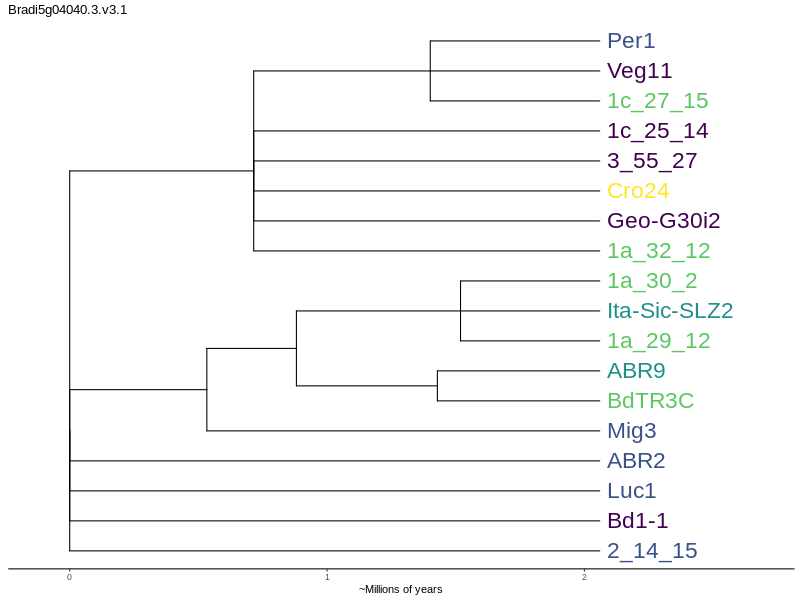 Bradi5g04040.3.v3.1
Per1
Veg11
1c_27_15
1c_25_14
3_55_27
Cro24
Geo-G30i2
1a_32_12
1a_30_2
Ita-Sic-SLZ2
1a_29_12
ABR9
BdTR3C
Mig3
ABR2
Luc1
Bd1-1
2_14_15
0 1 2
~Millions of years